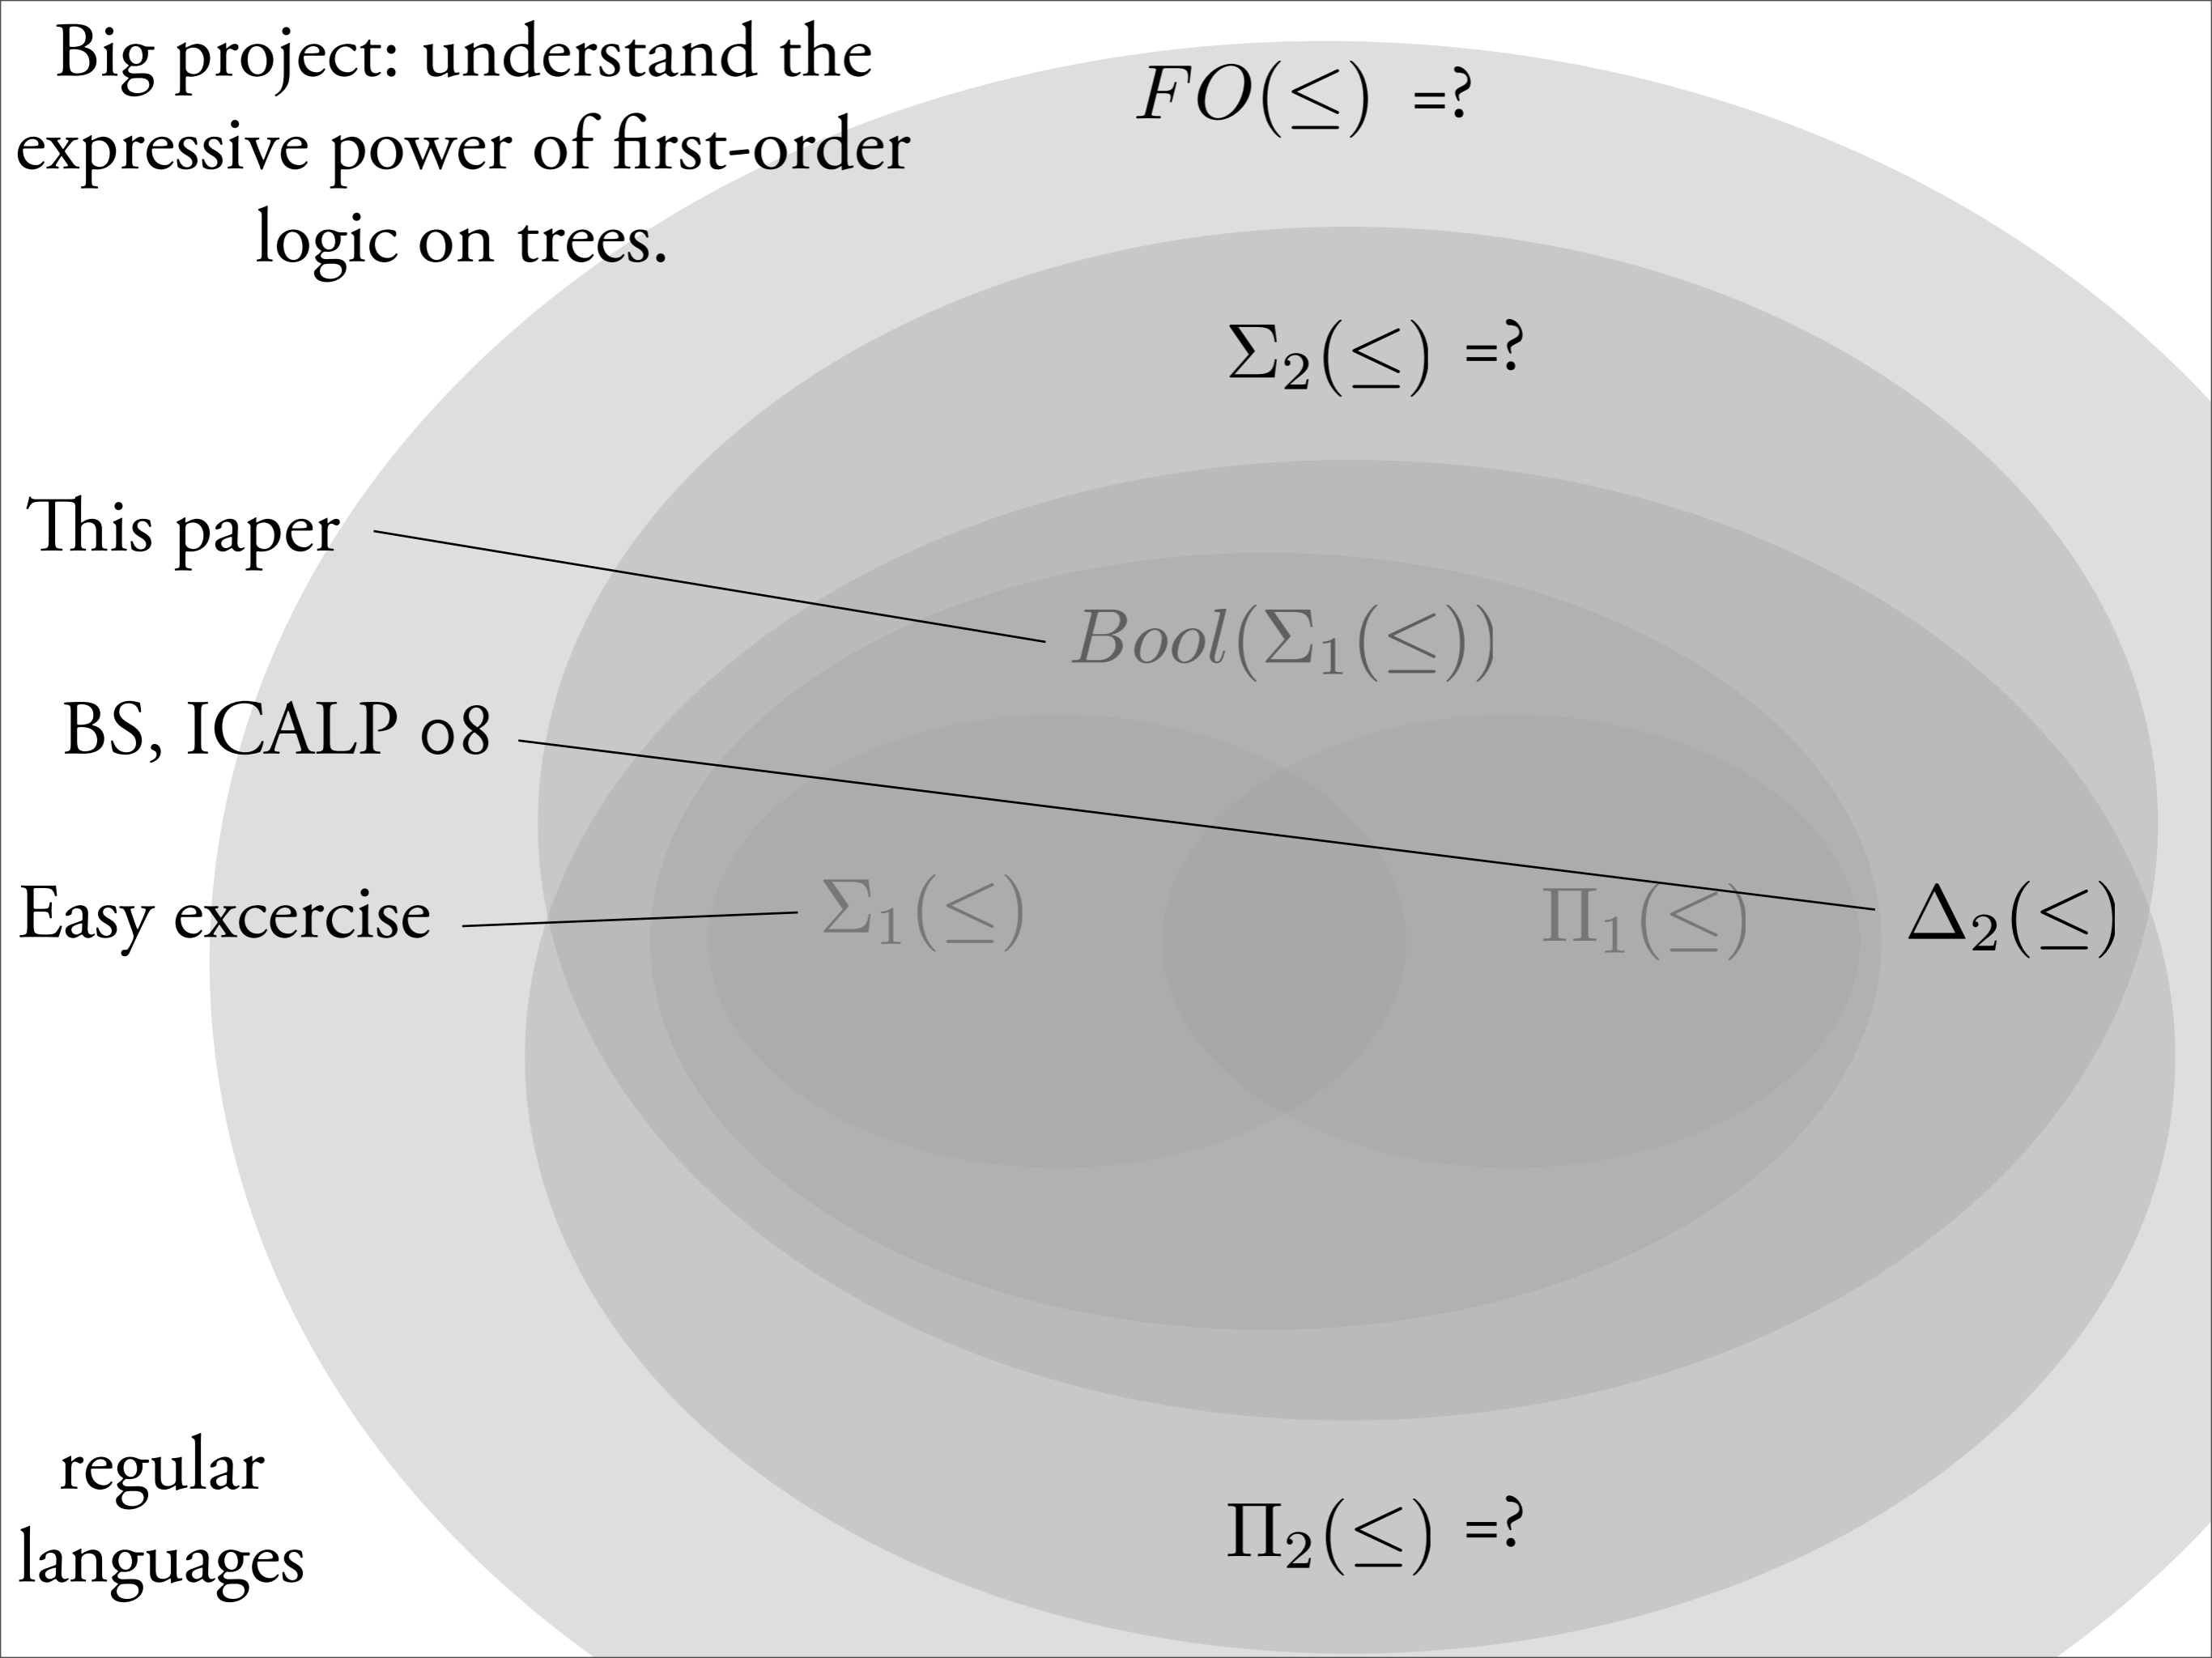 Big project: understand the
expressive power of first-order
logic on trees.
FO(≤) =?
Σ₂(≤) =?
This paper
Bool(Σ₁(≤))
BS, ICALP 08
Easy excercise
Σ₁(≤)
Π₁(≤)
Δ₂(≤)
regular
languages
Π₂(≤) =?